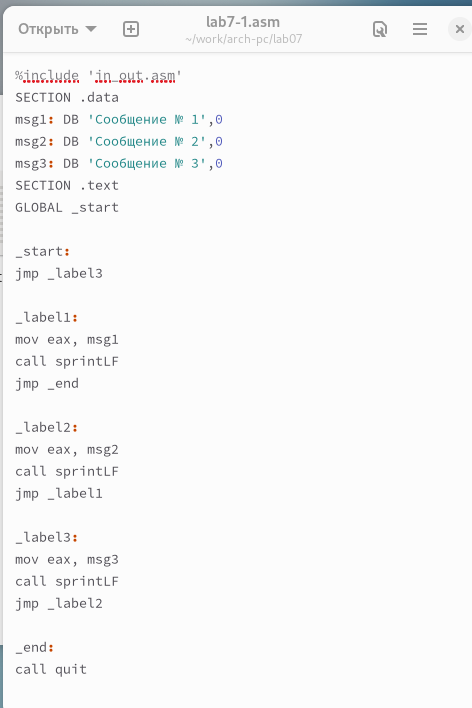 Открыть
lab7-1.asm
~/work/arch-pc/lab07
%include 'in_out.asm'
SECTION .data
msg1: DB 'Сообщение № 1',0
msg2: DB 'Сообщение № 2',0
msg3: DB 'Сообщение № 3',0
SECTION .text
GLOBAL _start
_start:
jmp _label3
_label1:
mov eax, msg1
call sprintLF
jmp _end
_label2:
mov eax, msg2
call sprintLF
jmp _label1
_label3:
mov eax, msg3
call sprintLF
jmp _label2
_end:
call quit